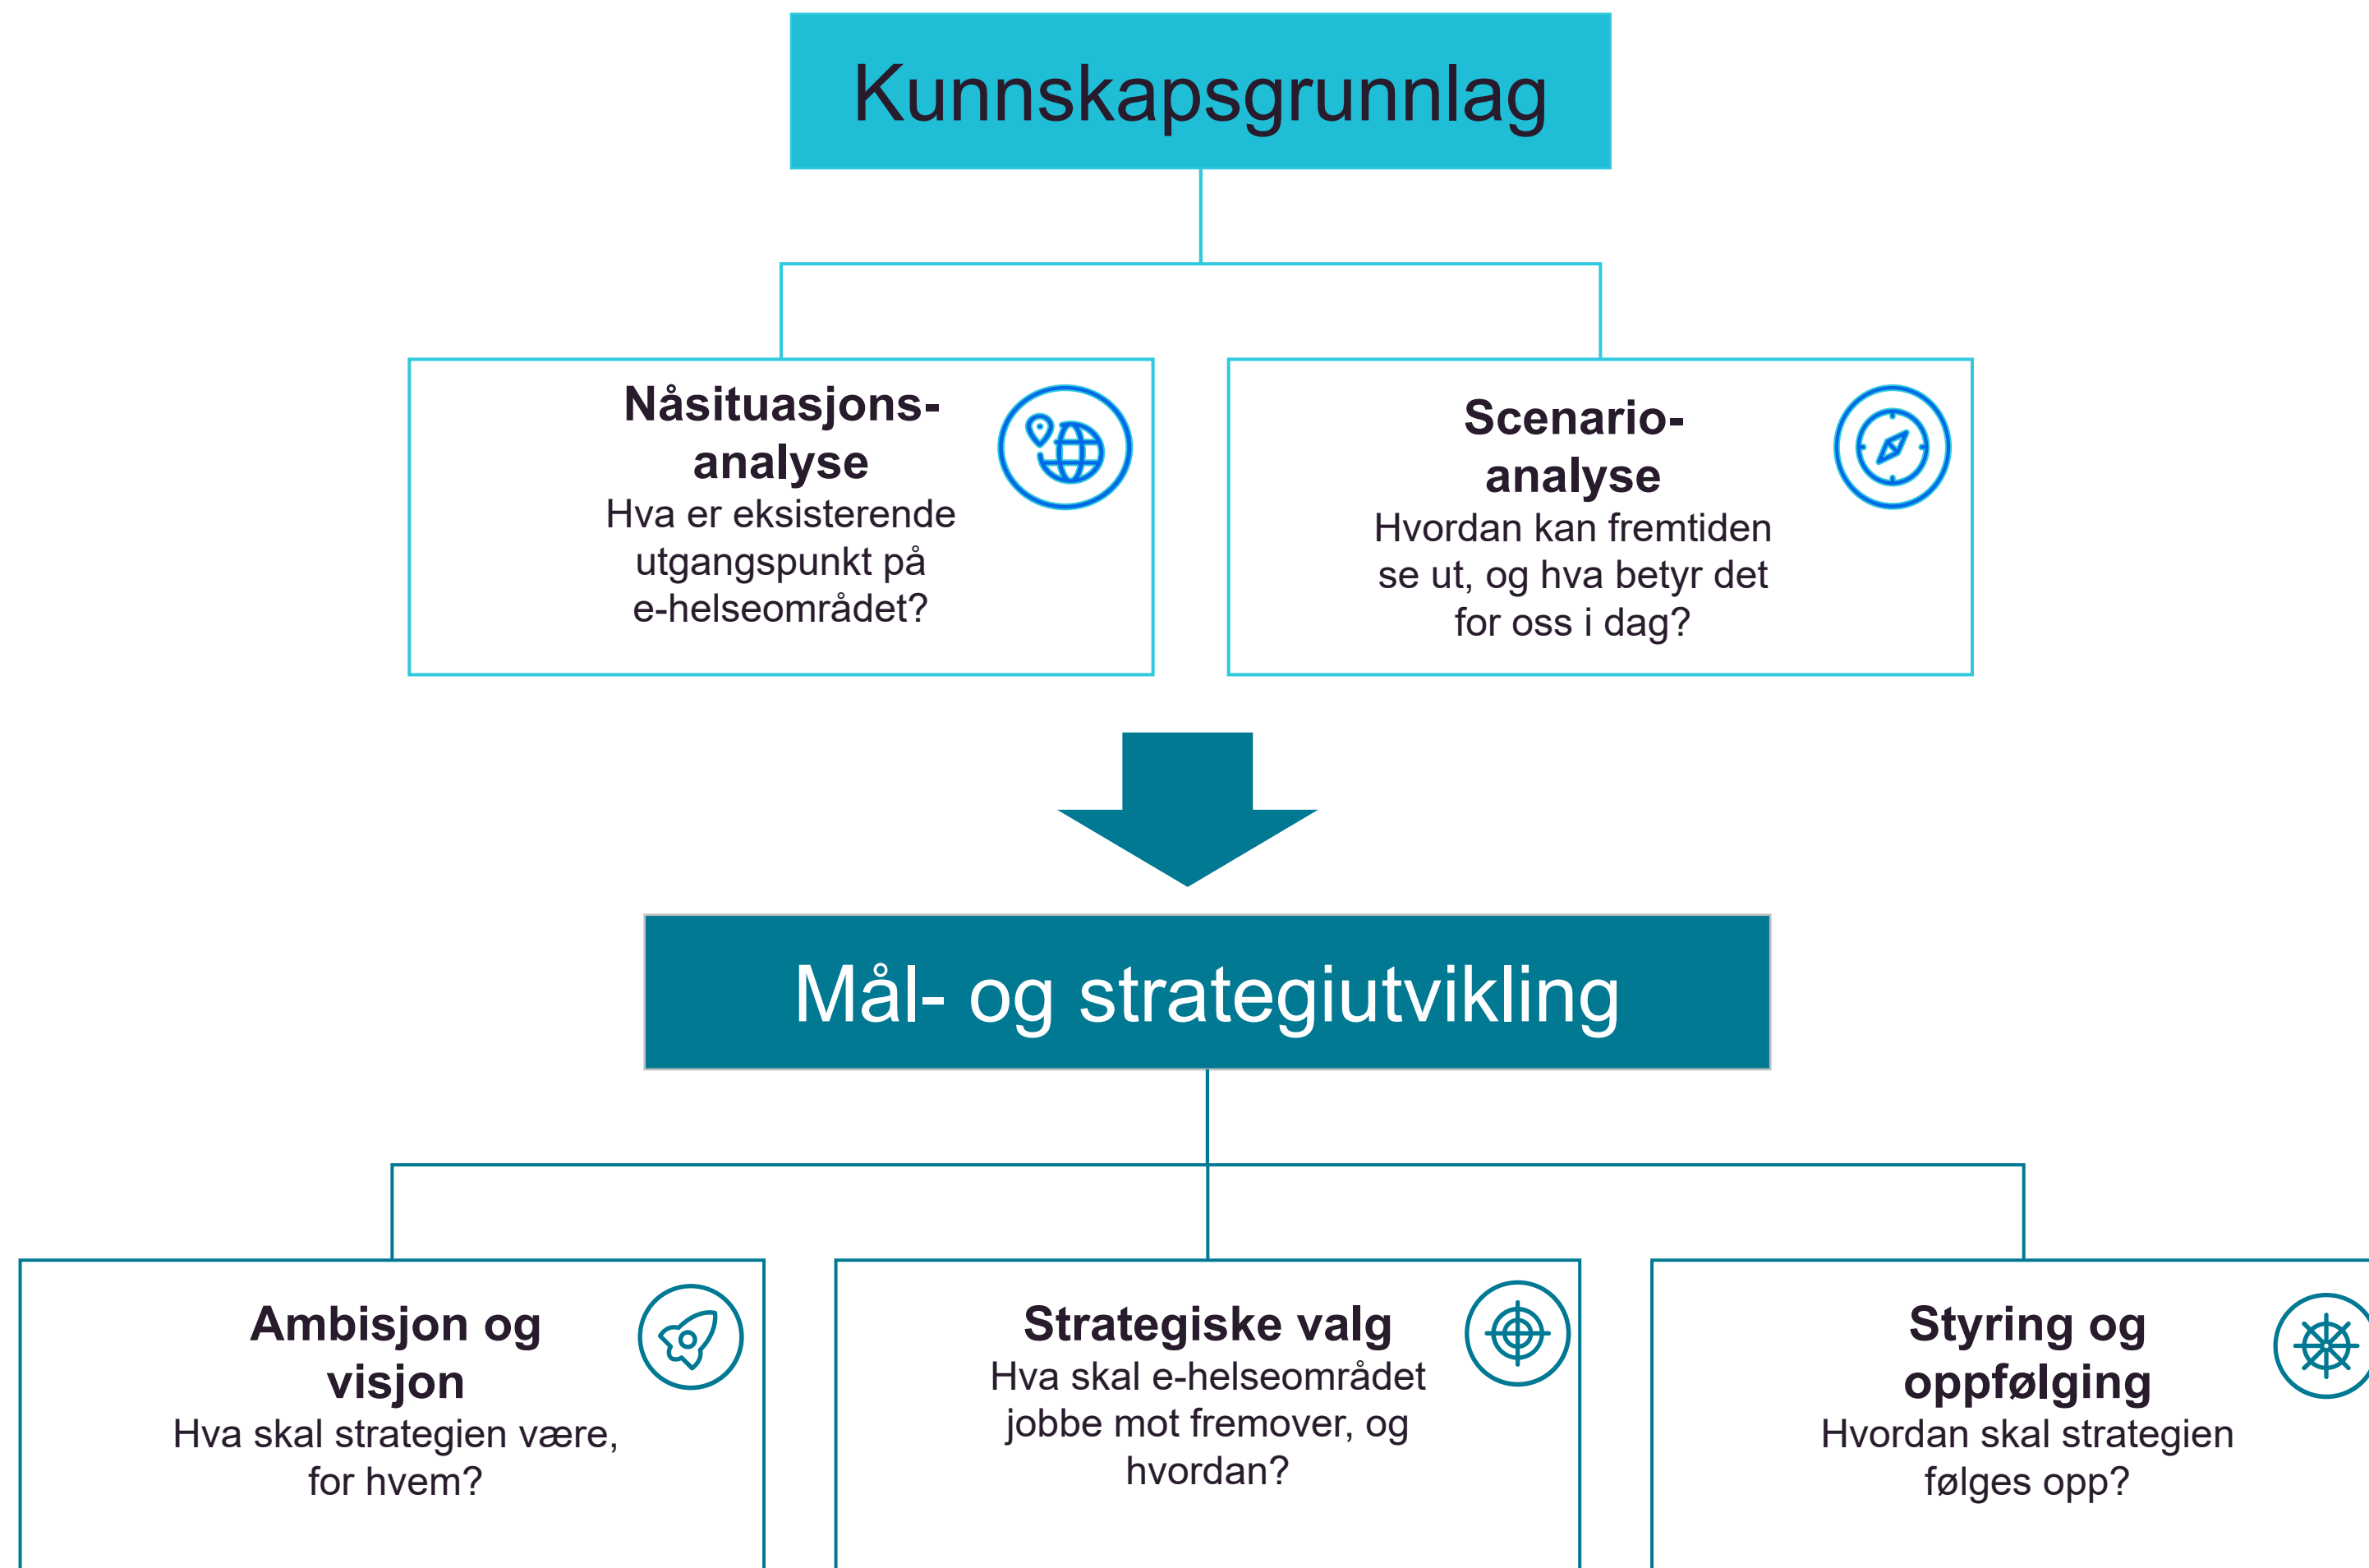 Kunnskapsgrunnlag
Nåsituasjons-
analyse
Hva er eksisterende
utgangspunkt på
e-helseområdet?
Scenario-
analyse
Hvordan kan fremtiden
se ut, og hva betyr det
for oss i dag?
Mål- og strategiutvikling
Ambisjon og
visjon
Hva skal strategien være,
for hvem?
Strategiske valg
Hva skal e-helseområdet
jobbe mot fremover, og
hvordan?
Styring og
oppfølging
Hvordan skal strategien
følges opp?